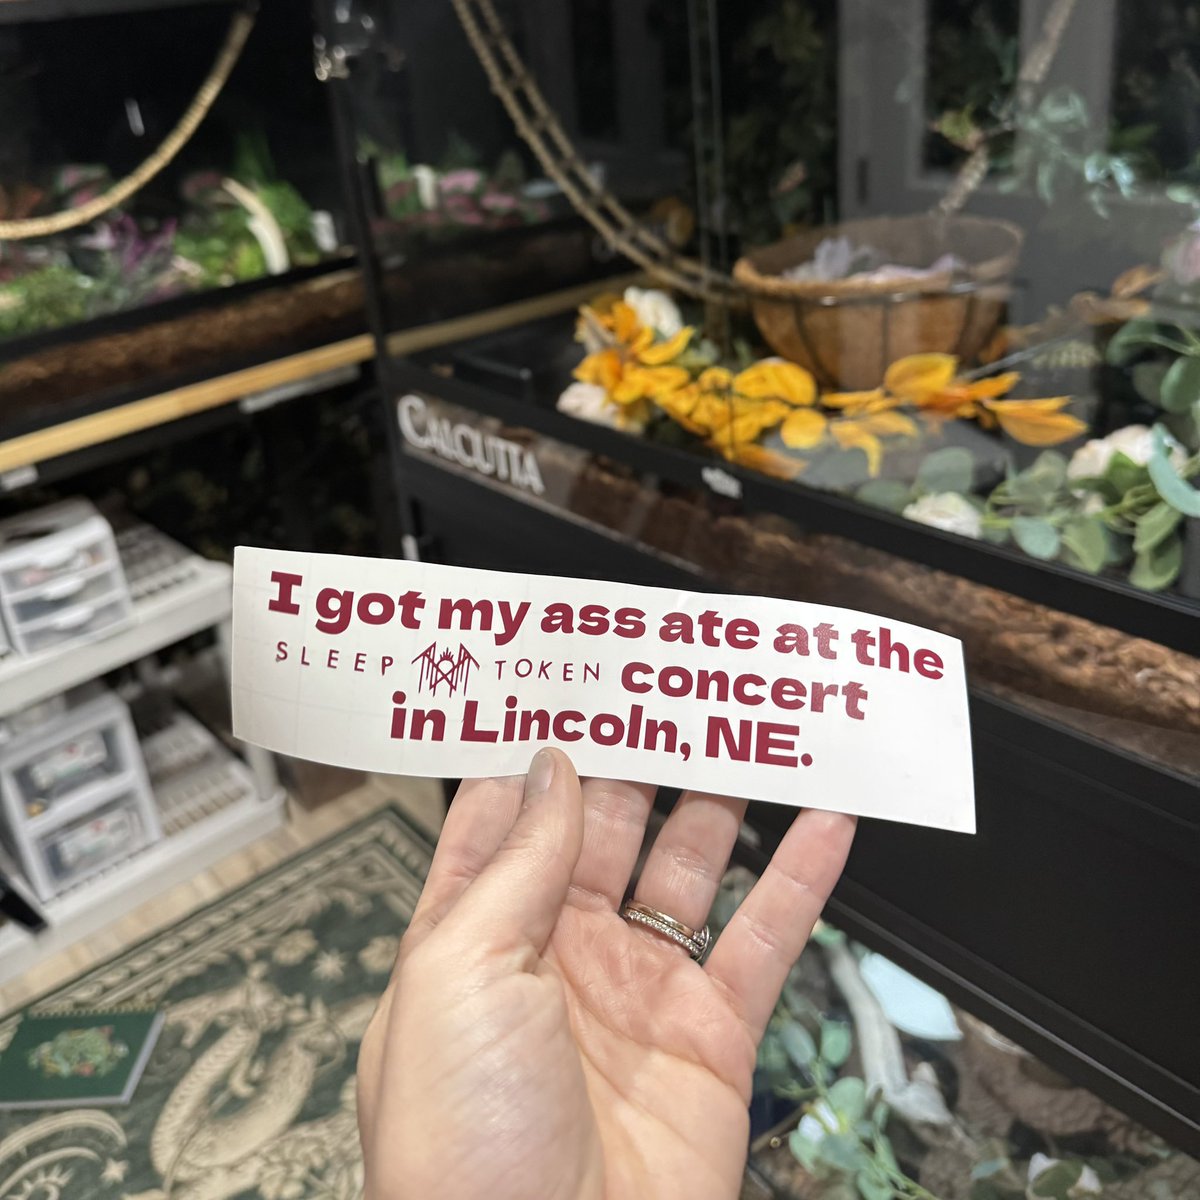 CALCUTTA
I got my ass ate at the
SLEEP TOKEN concert
in Lincoln, NE.